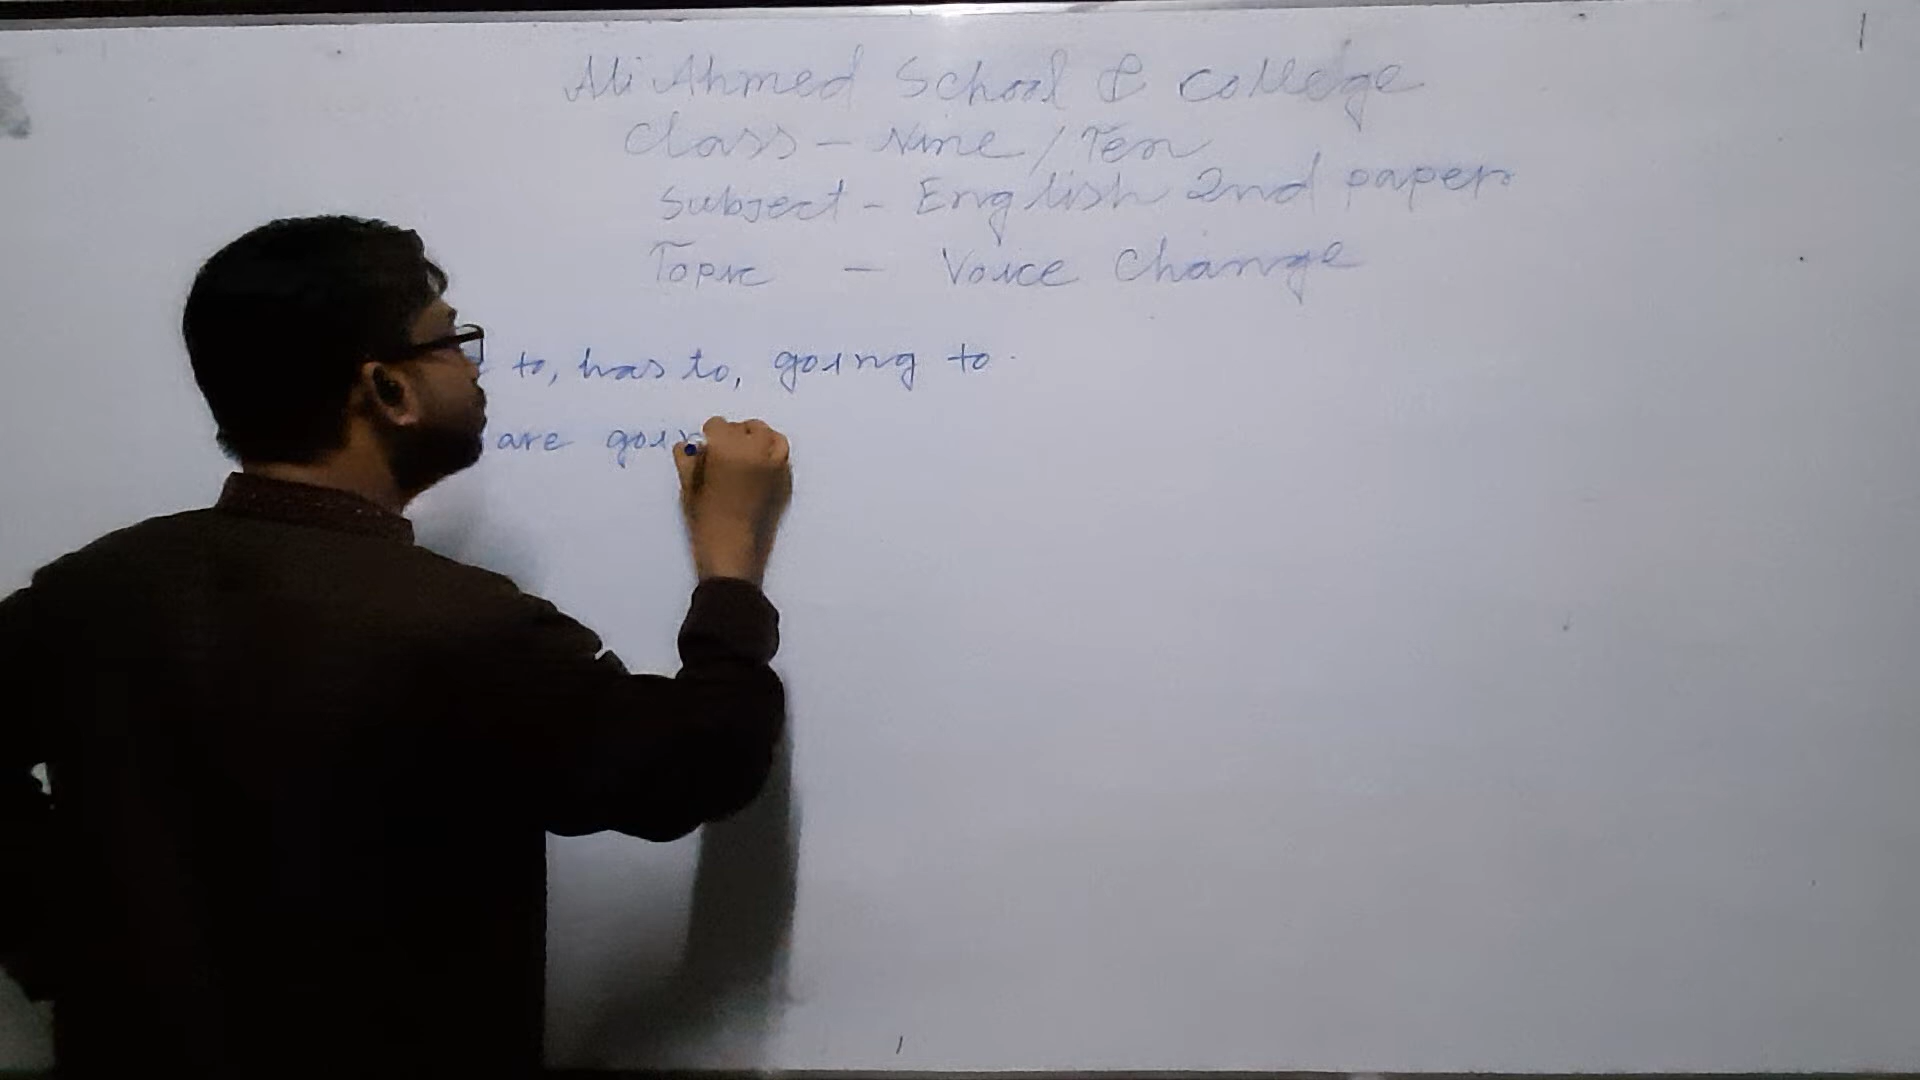 Ali Ahmed School & College
Class - Nine / Ten
Subject - English 2nd paper
Topic - Voice Change
to, has to, going to.
are goin